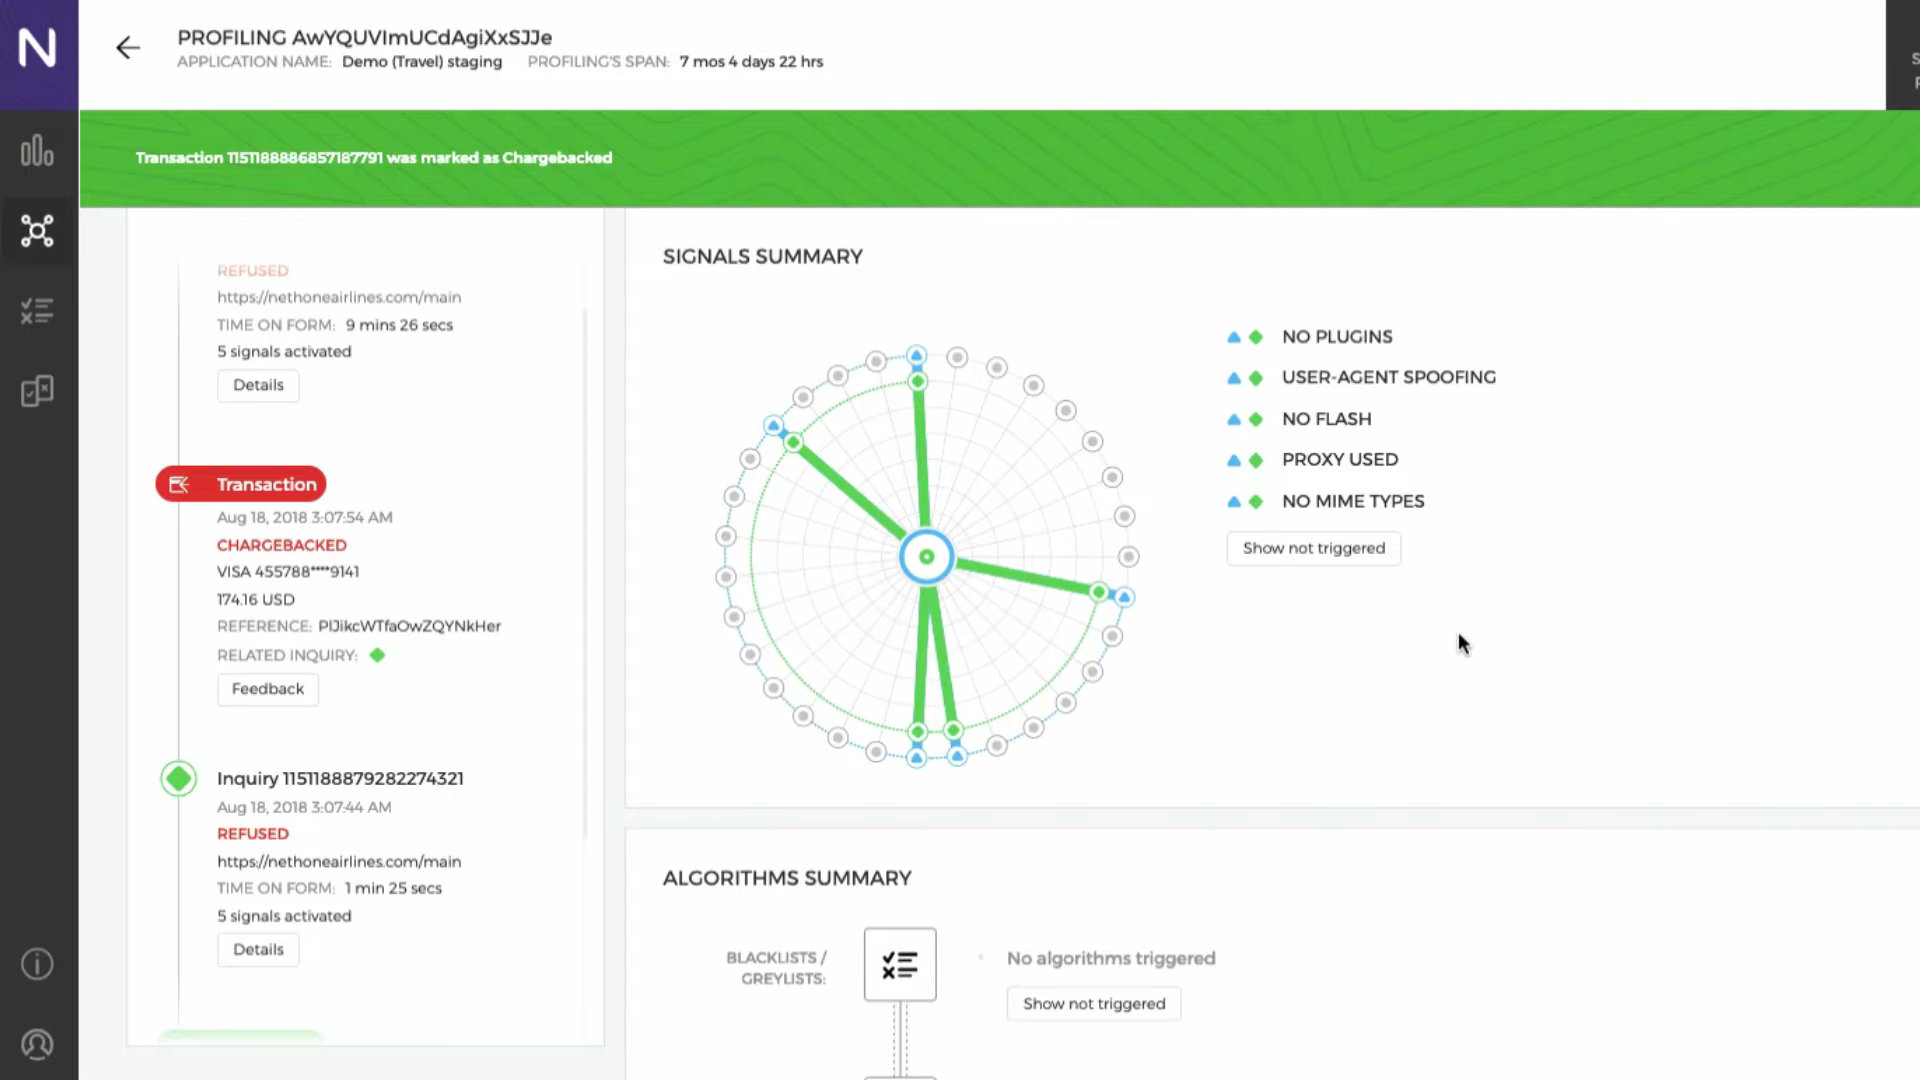 N
PROFILING AwYQUVImUCdAgiXxSJJe
APPLICATION NAME: Demo (Travel) staging PROFILING'S SPAN: 7 mos 4 days 22 hrs
Transaction 1151188886857187791 was marked as Chargebacked
REFUSED
https://nethoneairlines.com/main
TIME ON FORM: 9 mins 26 secs
5 signals activated
Details
Transaction
Aug 18, 2018 3:07:54 AM
CHARGEBACKED
VISA 455788****9141
174.16 USD
REFERENCE: PlJikcWTfaOwZQYNkHer
RELATED INQUIRY:
Feedback
Inquiry 1151188879282274321
Aug 18, 2018 3:07:44 AM
REFUSED
https://nethoneairlines.com/main
TIME ON FORM: 1 min 25 secs
5 signals activated
Details
SIGNALS SUMMARY
NO PLUGINS
USER-AGENT SPOOFING
NO FLASH
PROXY USED
NO MIME TYPES
Show not triggered
ALGORITHMS SUMMARY
BLACKLISTS /
GREYLISTS:
No algorithms triggered
Show not triggered